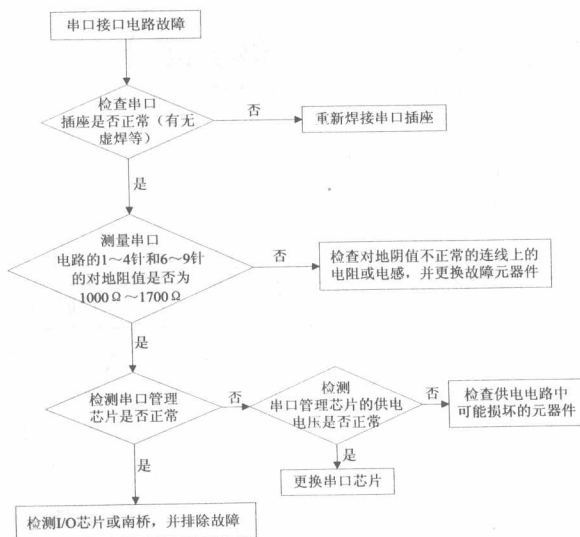 串口接口电路故障
检查串口
插座是否正常（有无
虚焊等）
否
重新焊接串口插座
是
测量串口
电路的1～4针和6～9针
的对地阻值是否为
1000Ω～1700Ω
否
检查对地阴值不正常的连线上的
电阻或电感，并更换故障元器件
是
检测串口管理
芯片是否正常
否
检测
串口管理芯片的供电
电压是否正常
否
检查供电电路中
可能损坏的元器件
是
是
更换串口芯片
检测I/O芯片或南桥，并排除故障